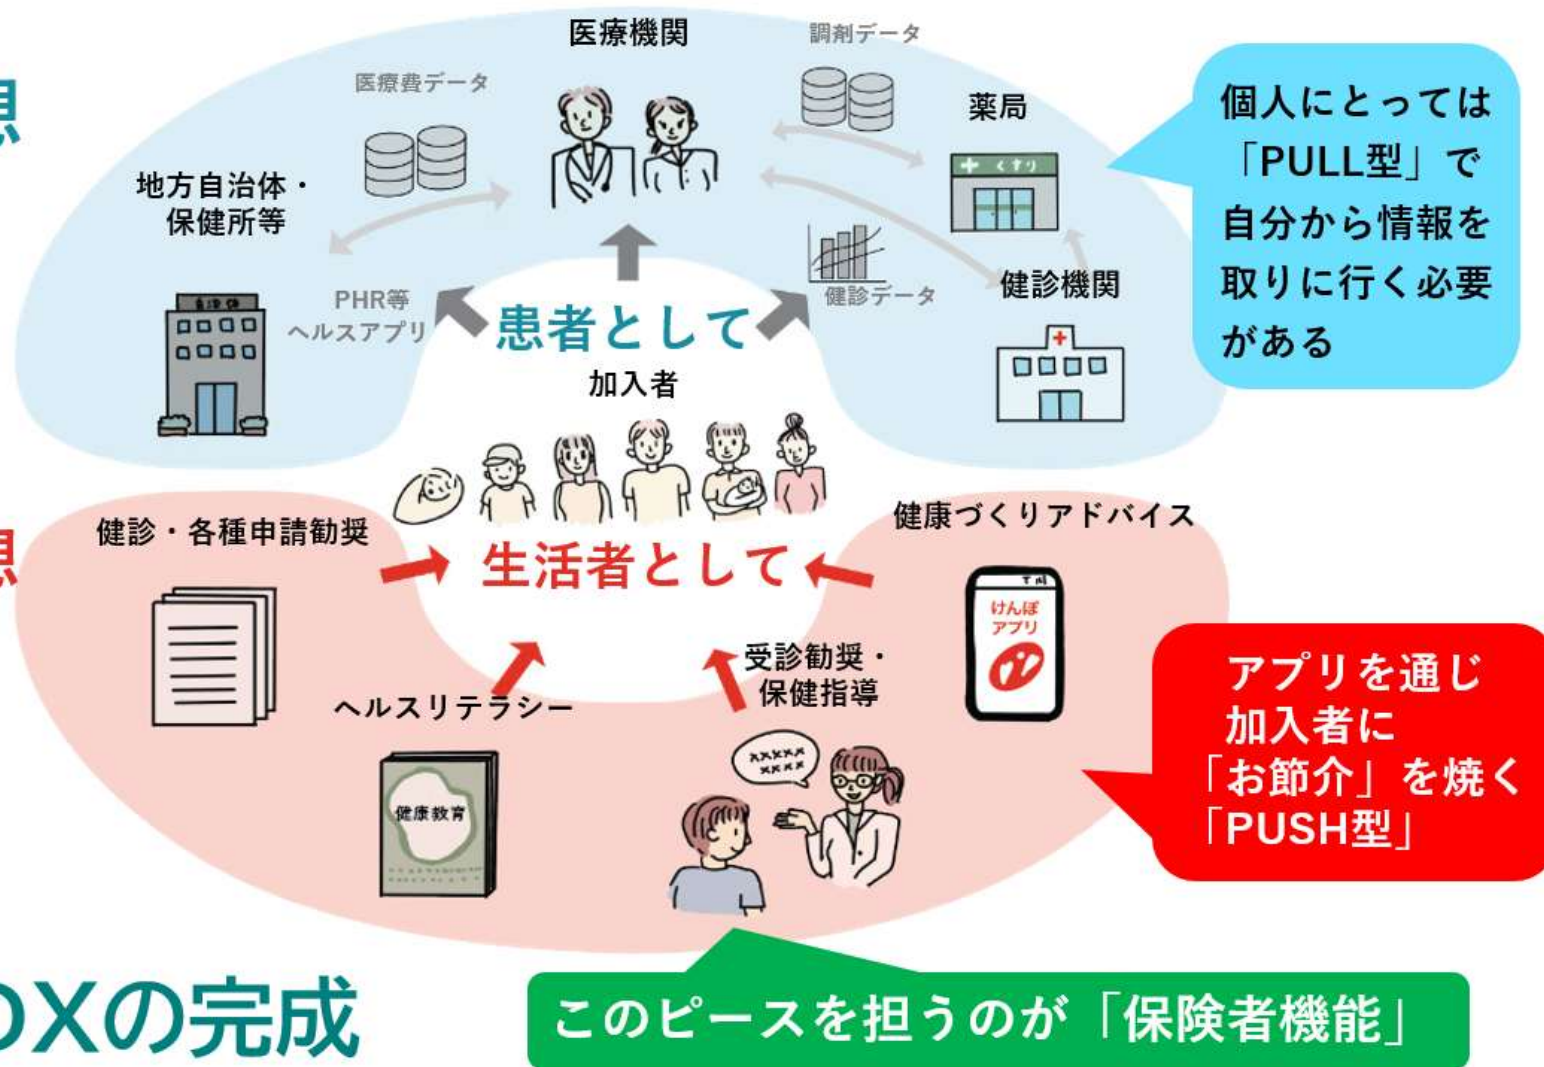 医療機関
調剤データ
医療費データ
薬局
くすり
地方自治体・
保健所等
PHR等
ヘルスアプリ
健診データ
健診機関
個人にとっては
「PULL型」で
自分から情報を
取りに行く必要
がある
想
患者として
加入者
生活者として
想
健診・各種申請勧奨
健康づくりアドバイス
けんぽ
アプリ
ヘルスリテラシー
健康教育
受診勧奨・
保健指導
xxxxx
xxxx
アプリを通じ
加入者に
「お節介」を焼く
「PUSH型」
DXの完成
このピースを担うのが「保険者機能」